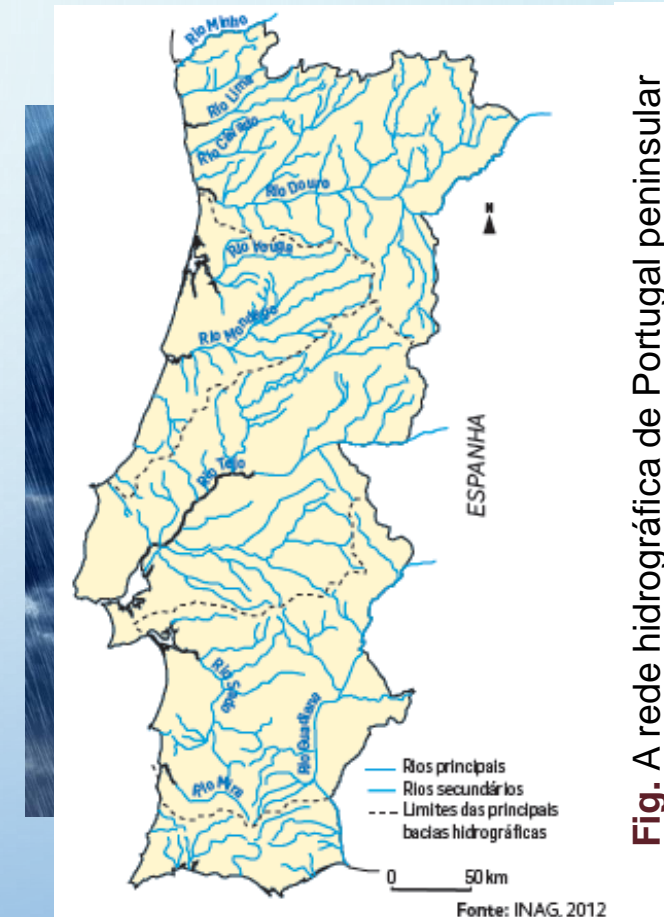 Rio Minho
Rio Lima
Rio Cávado
Rio Douro
N
Rio Vouga
Rio Mondego
Rio Tejo
ESPANHA
Rio Sado
Rio Guadiana
Rio Mira
Rios principais
Rios secundários
Limites das principais
bacias hidrográficas
0 50 km
Fonte: INAG, 2012
Fig. A rede hidrográfica de Portugal peninsular